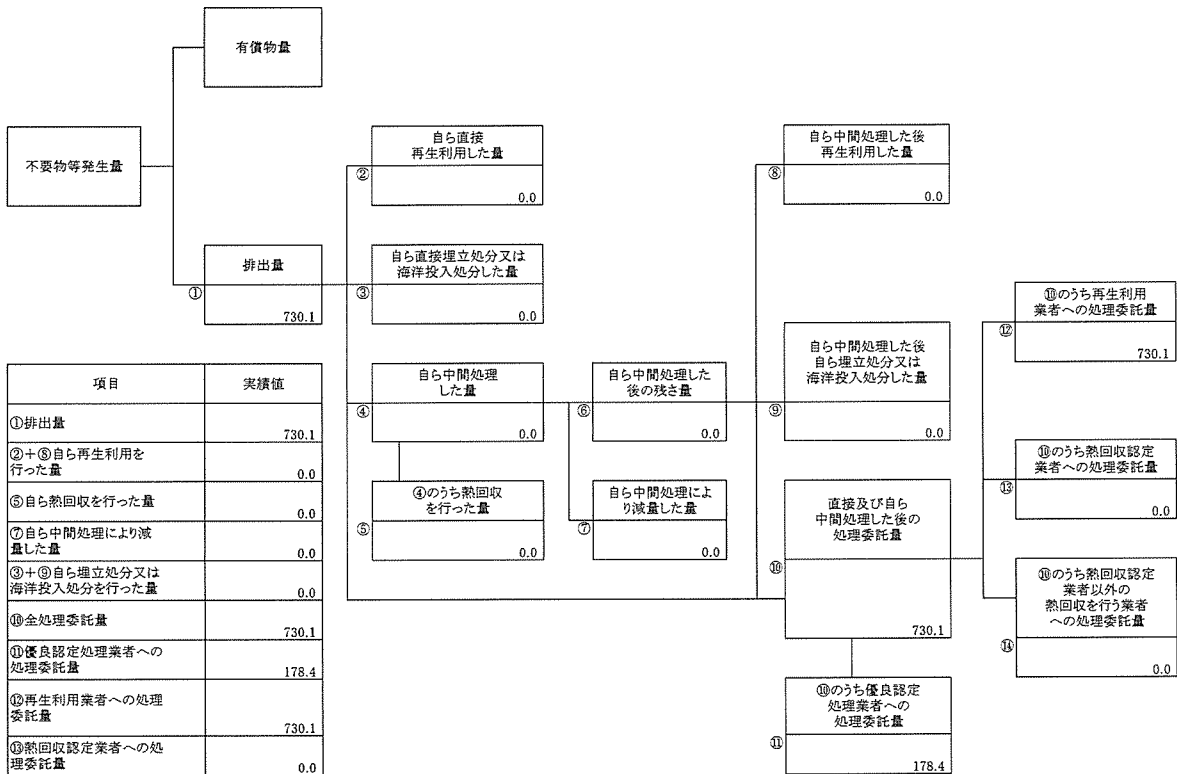 有償物量
不要物等発生量
自ら直接
再生利用した量
②
0.0
自ら中間処理した後
再生利用した量
⑧
0.0
排出量
①
730.1
自ら直接埋立処分又は
海洋投入処分した量
③
0.0
⑩のうち再生利用
業者への処理委託量
⑫
730.1
自ら中間処理
した量
④
0.0
自ら中間処理した
後の残さ量
⑥
0.0
自ら中間処理した後
自ら埋立処分又は
海洋投入処分した量
⑨
0.0
⑩のうち熱回収認定
業者への処理委託量
⑬
0.0
④のうち熱回収
を行った量
⑤
0.0
自ら中間処理によ
り減量した量
⑦
0.0
直接及び自ら
中間処理した後の
処理委託量
⑩
730.1
⑩のうち熱回収認定
業者以外の
熱回収を行う業者
への処理委託量
⑭
0.0
⑩のうち優良認定
処理業者への
処理委託量
⑪
178.4
項目 実績値
①排出量
730.1
②+⑧自ら再生利用を
行った量
0.0
⑤自ら熱回収を行った量
0.0
⑦自ら中間処理により減
量した量
0.0
③+⑨自ら埋立処分又は
海洋投入処分を行った量
0.0
⑩全処理委託量
730.1
⑪優良認定処理業者への
処理委託量
178.4
⑫再生利用業者への処理
委託量
730.1
⑬熱回収認定業者への処
理委託量
0.0